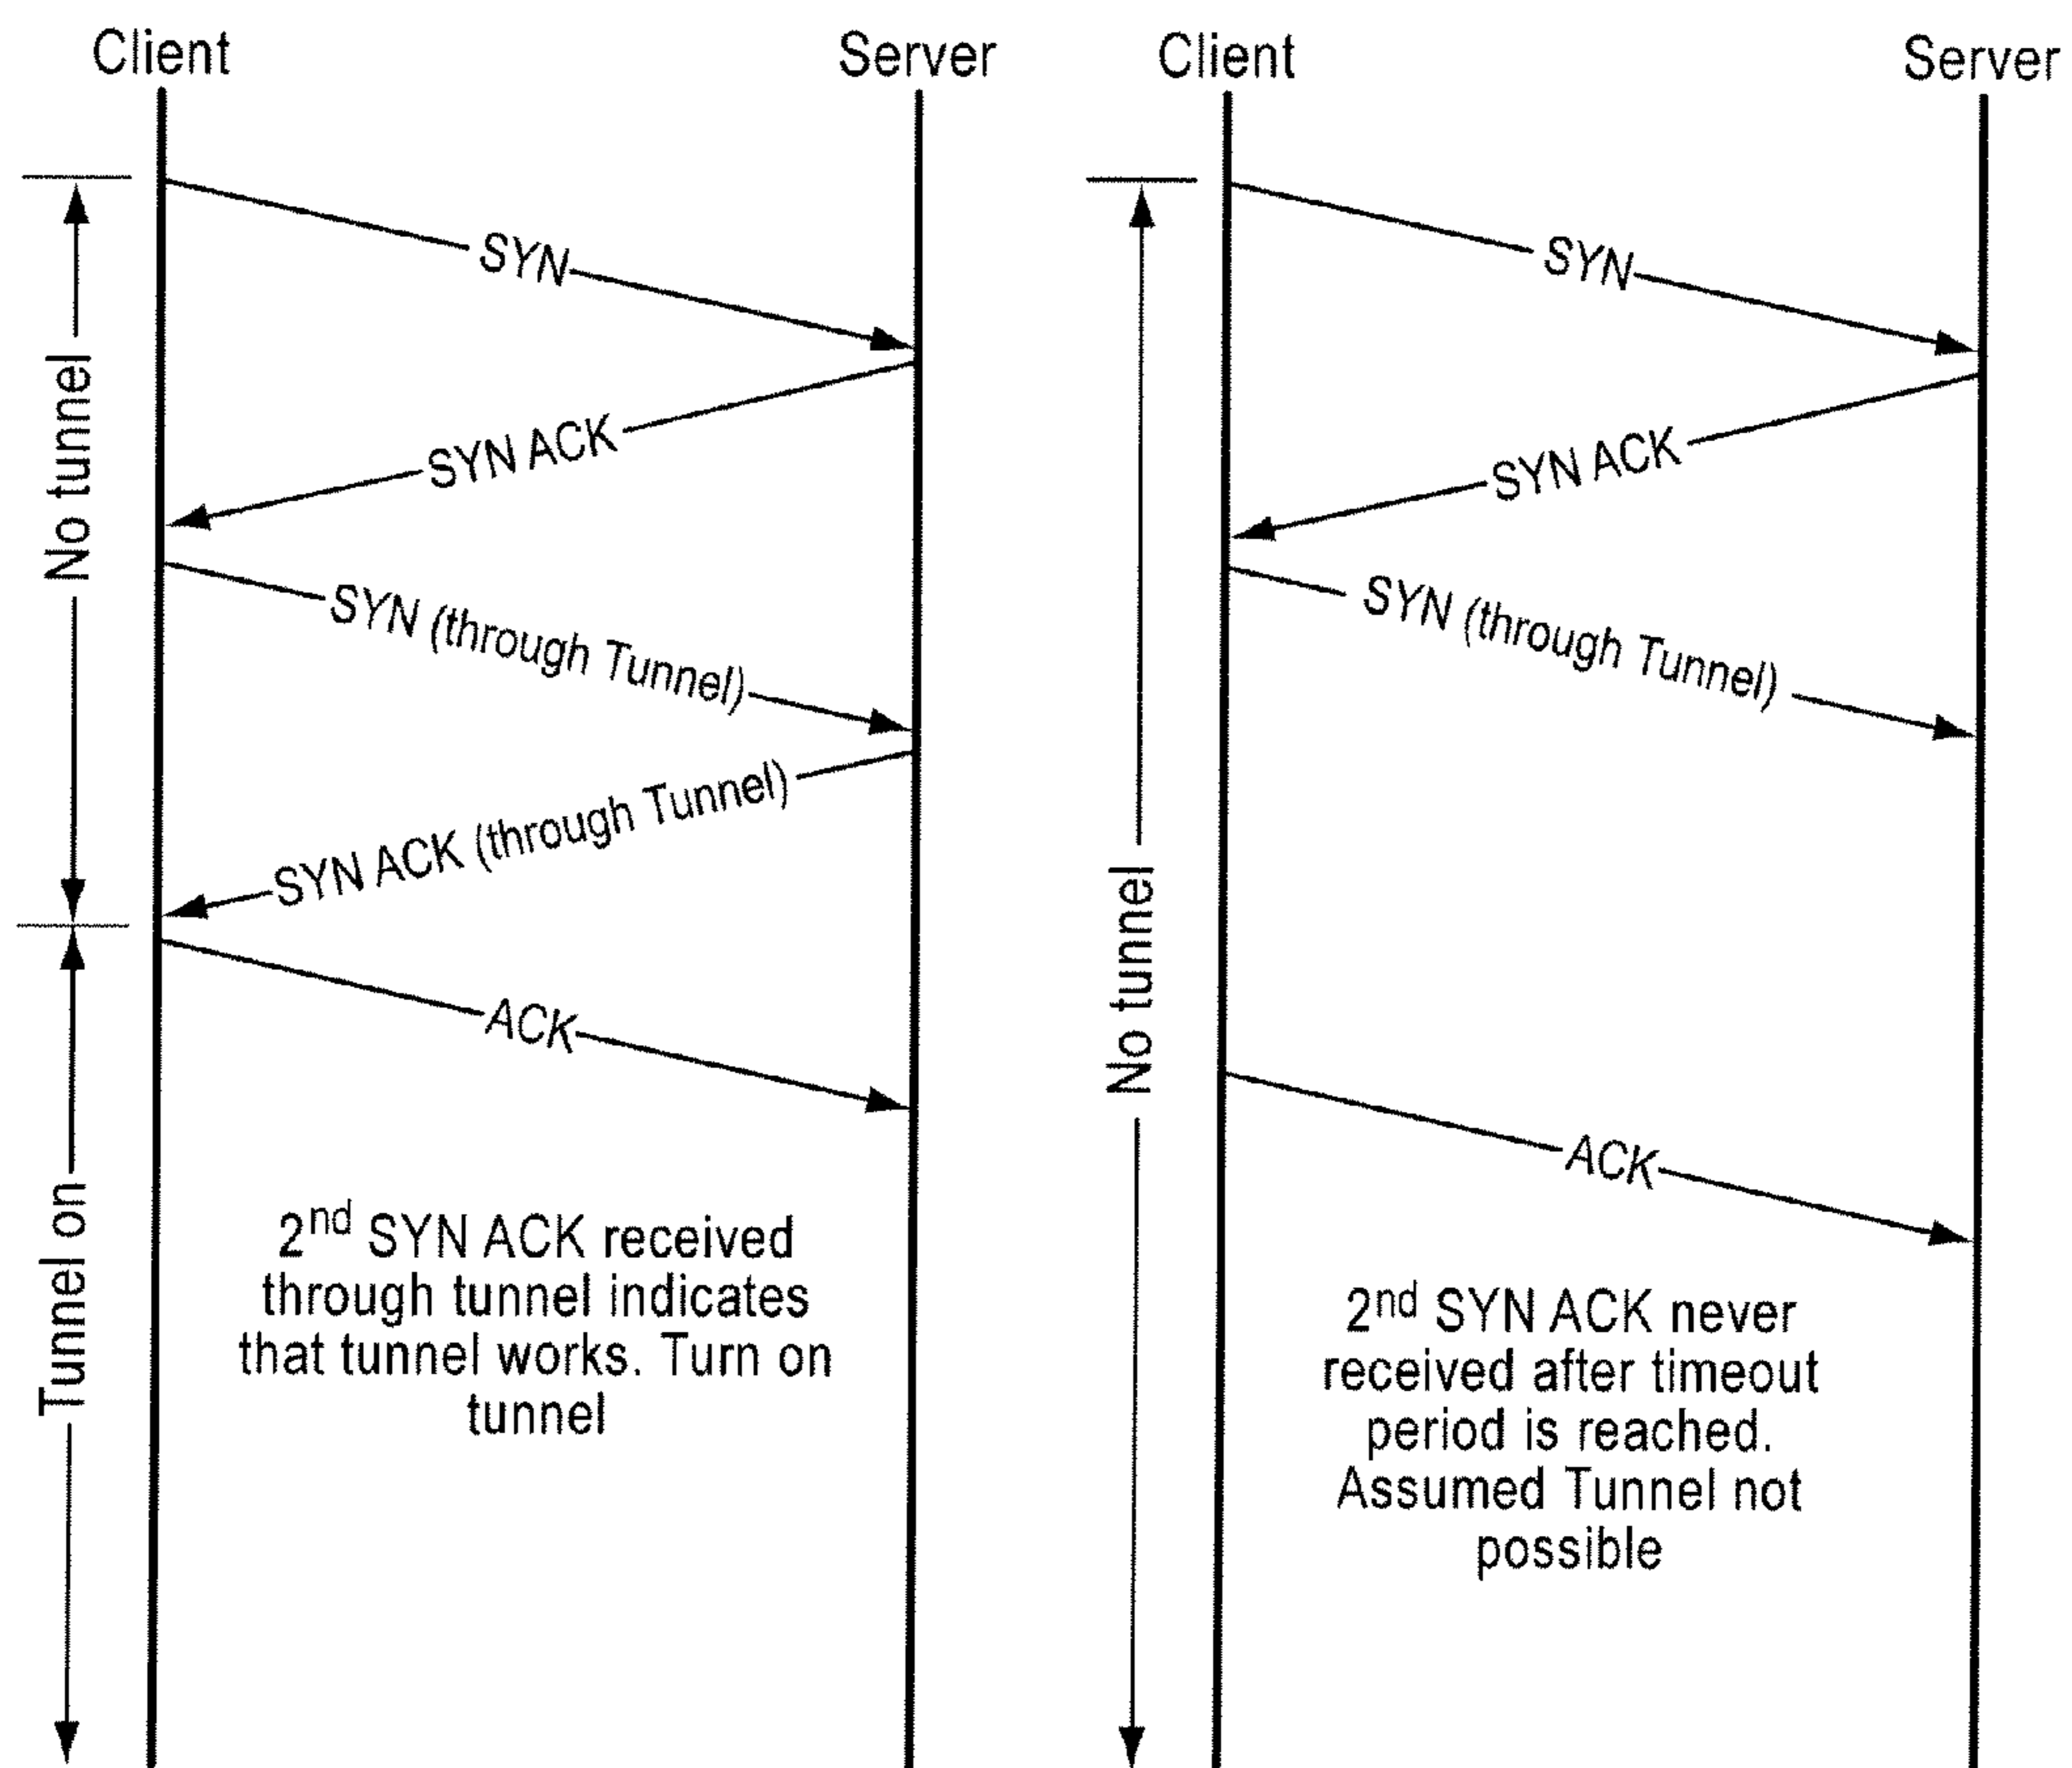 Client
Server
No tunnel
SYN
SYN ACK
SYN (through Tunnel)
SYN ACK (through Tunnel)
Tunnel on
ACK
2nd SYN ACK received
through tunnel indicates
that tunnel works. Turn on
tunnel
Client
Server
No tunnel
SYN
SYN ACK
SYN (through Tunnel)
ACK
2nd SYN ACK never
received after timeout
period is reached.
Assumed Tunnel not
possible